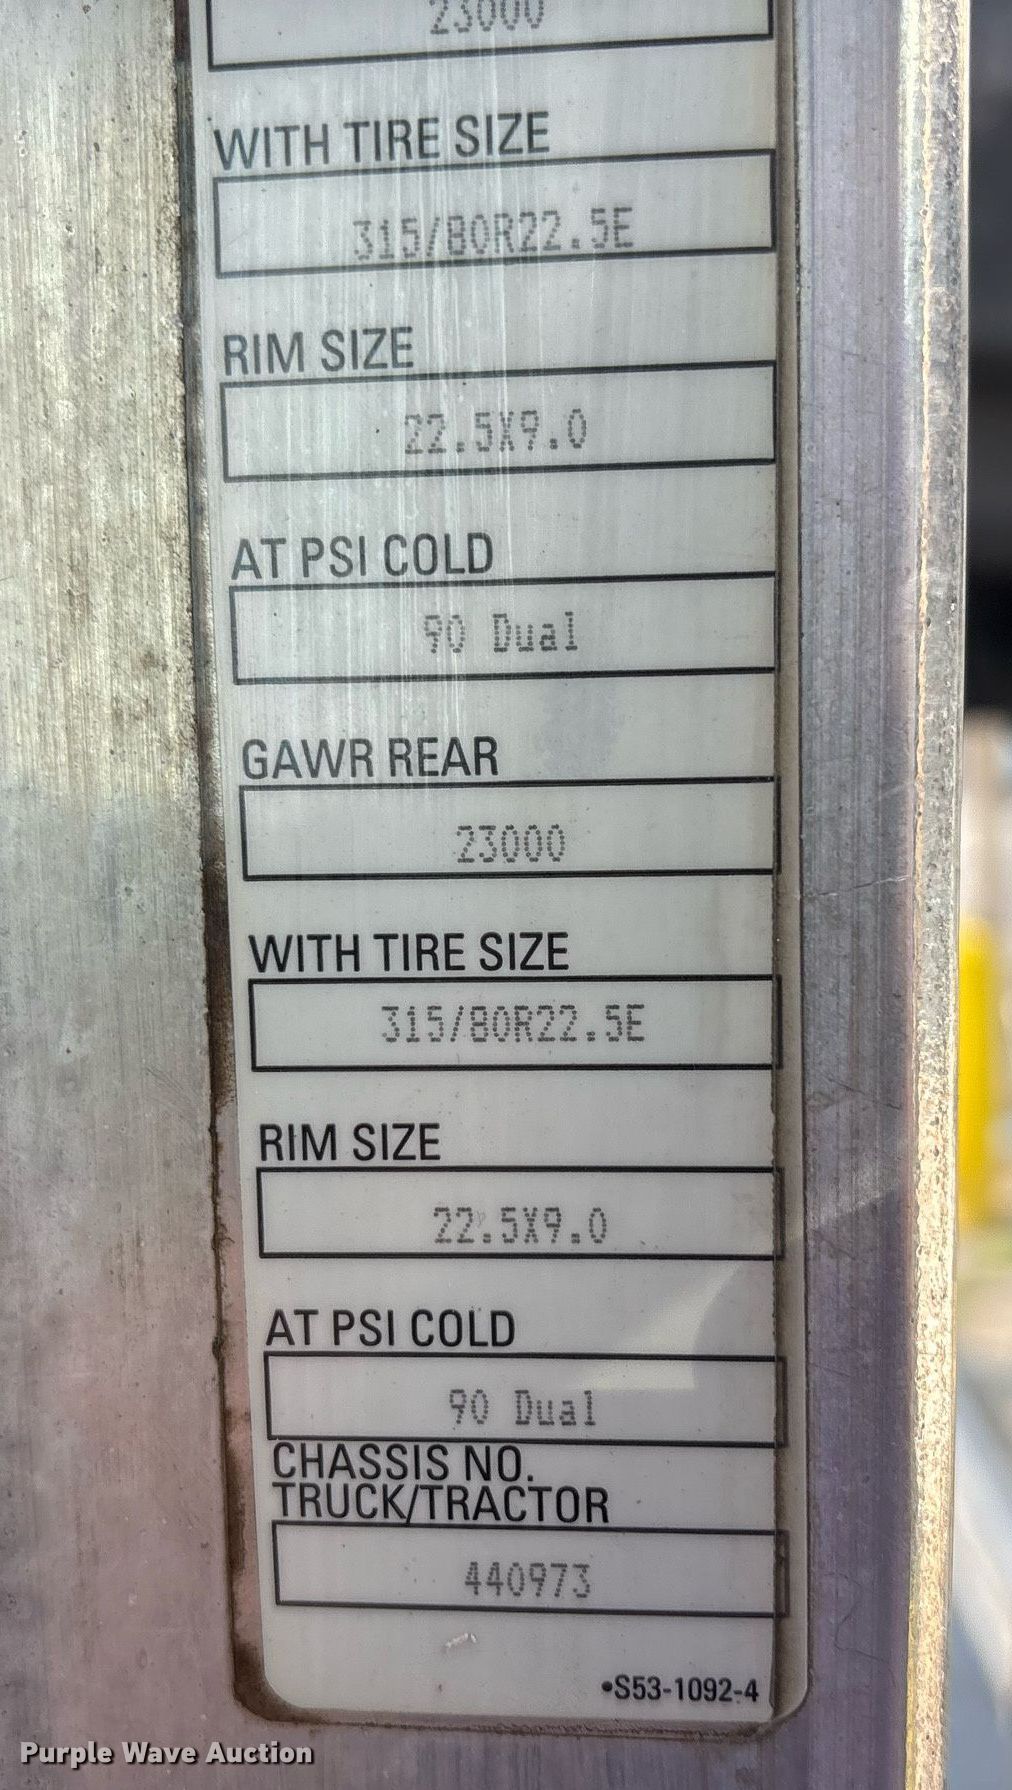 23000
WITH TIRE SIZE
315/80R22.5E
RIM SIZE
22.5X9.0
AT PSI COLD
90 Dual
GAWR REAR
23000
WITH TIRE SIZE
315/80R22.5E
RIM SIZE
22.5X9.0
AT PSI COLD
90 Dual
CHASSIS NO.
TRUCK/TRACTOR
440973
•S53-1092-4
Purple Wave Auction